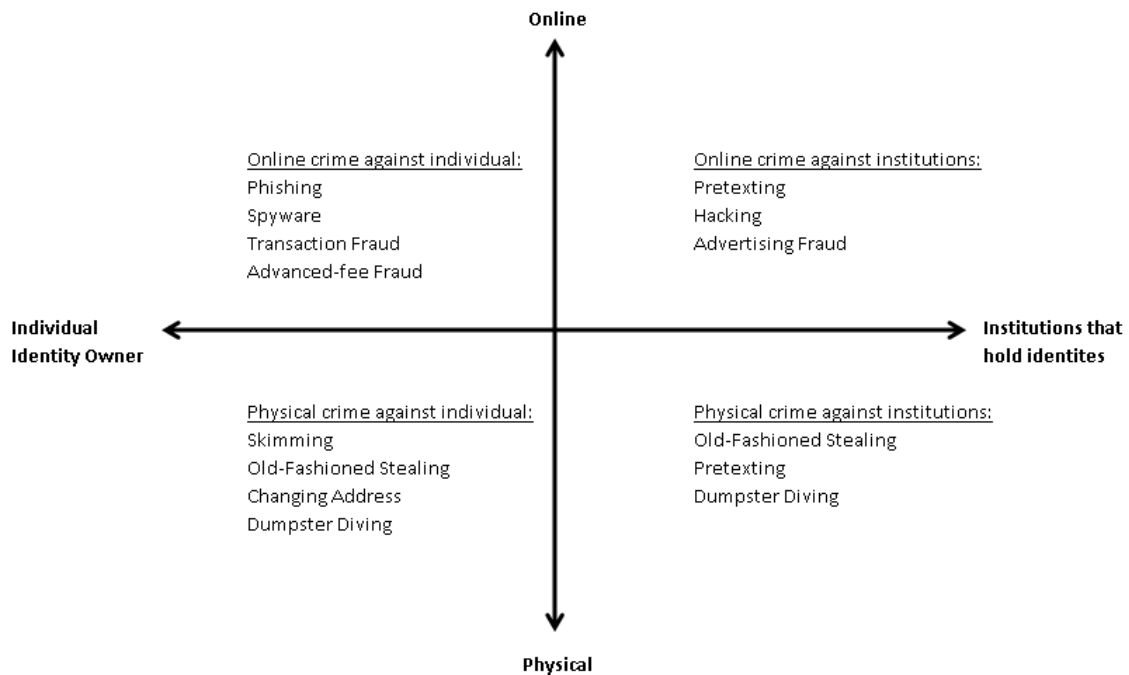 Online
Online crime against individual:
Phishing
Spyware
Transaction Fraud
Advanced-fee Fraud
Online crime against institutions:
Pretexting
Hacking
Advertising Fraud
Individual
Identity Owner
Institutions that
hold identites
Physical crime against individual:
Skimming
Old-Fashioned Stealing
Changing Address
Dumpster Diving
Physical crime against institutions:
Old-Fashioned Stealing
Pretexting
Dumpster Diving
Physical